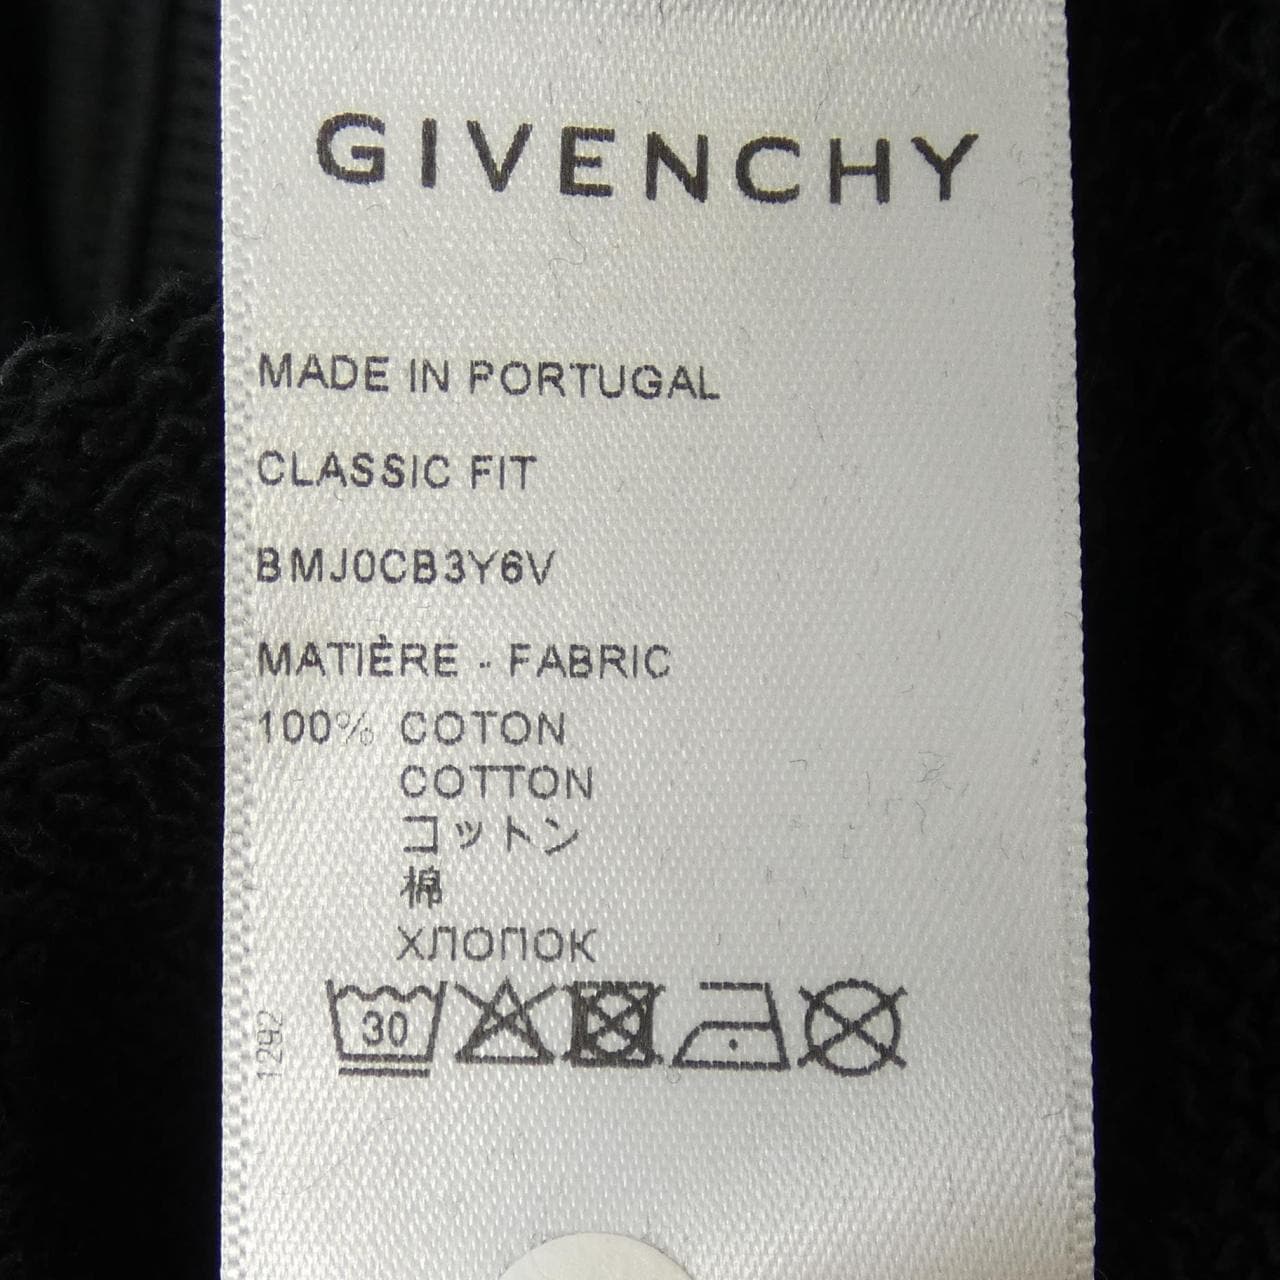 GIVENCHY
MADE IN PORTUGAL
CLASSIC FIT
BMJ0CB3Y6V
MATIÈRE - FABRIC
100% COTON
COTTON
コットン
棉
ХЛОПОК
30
1292